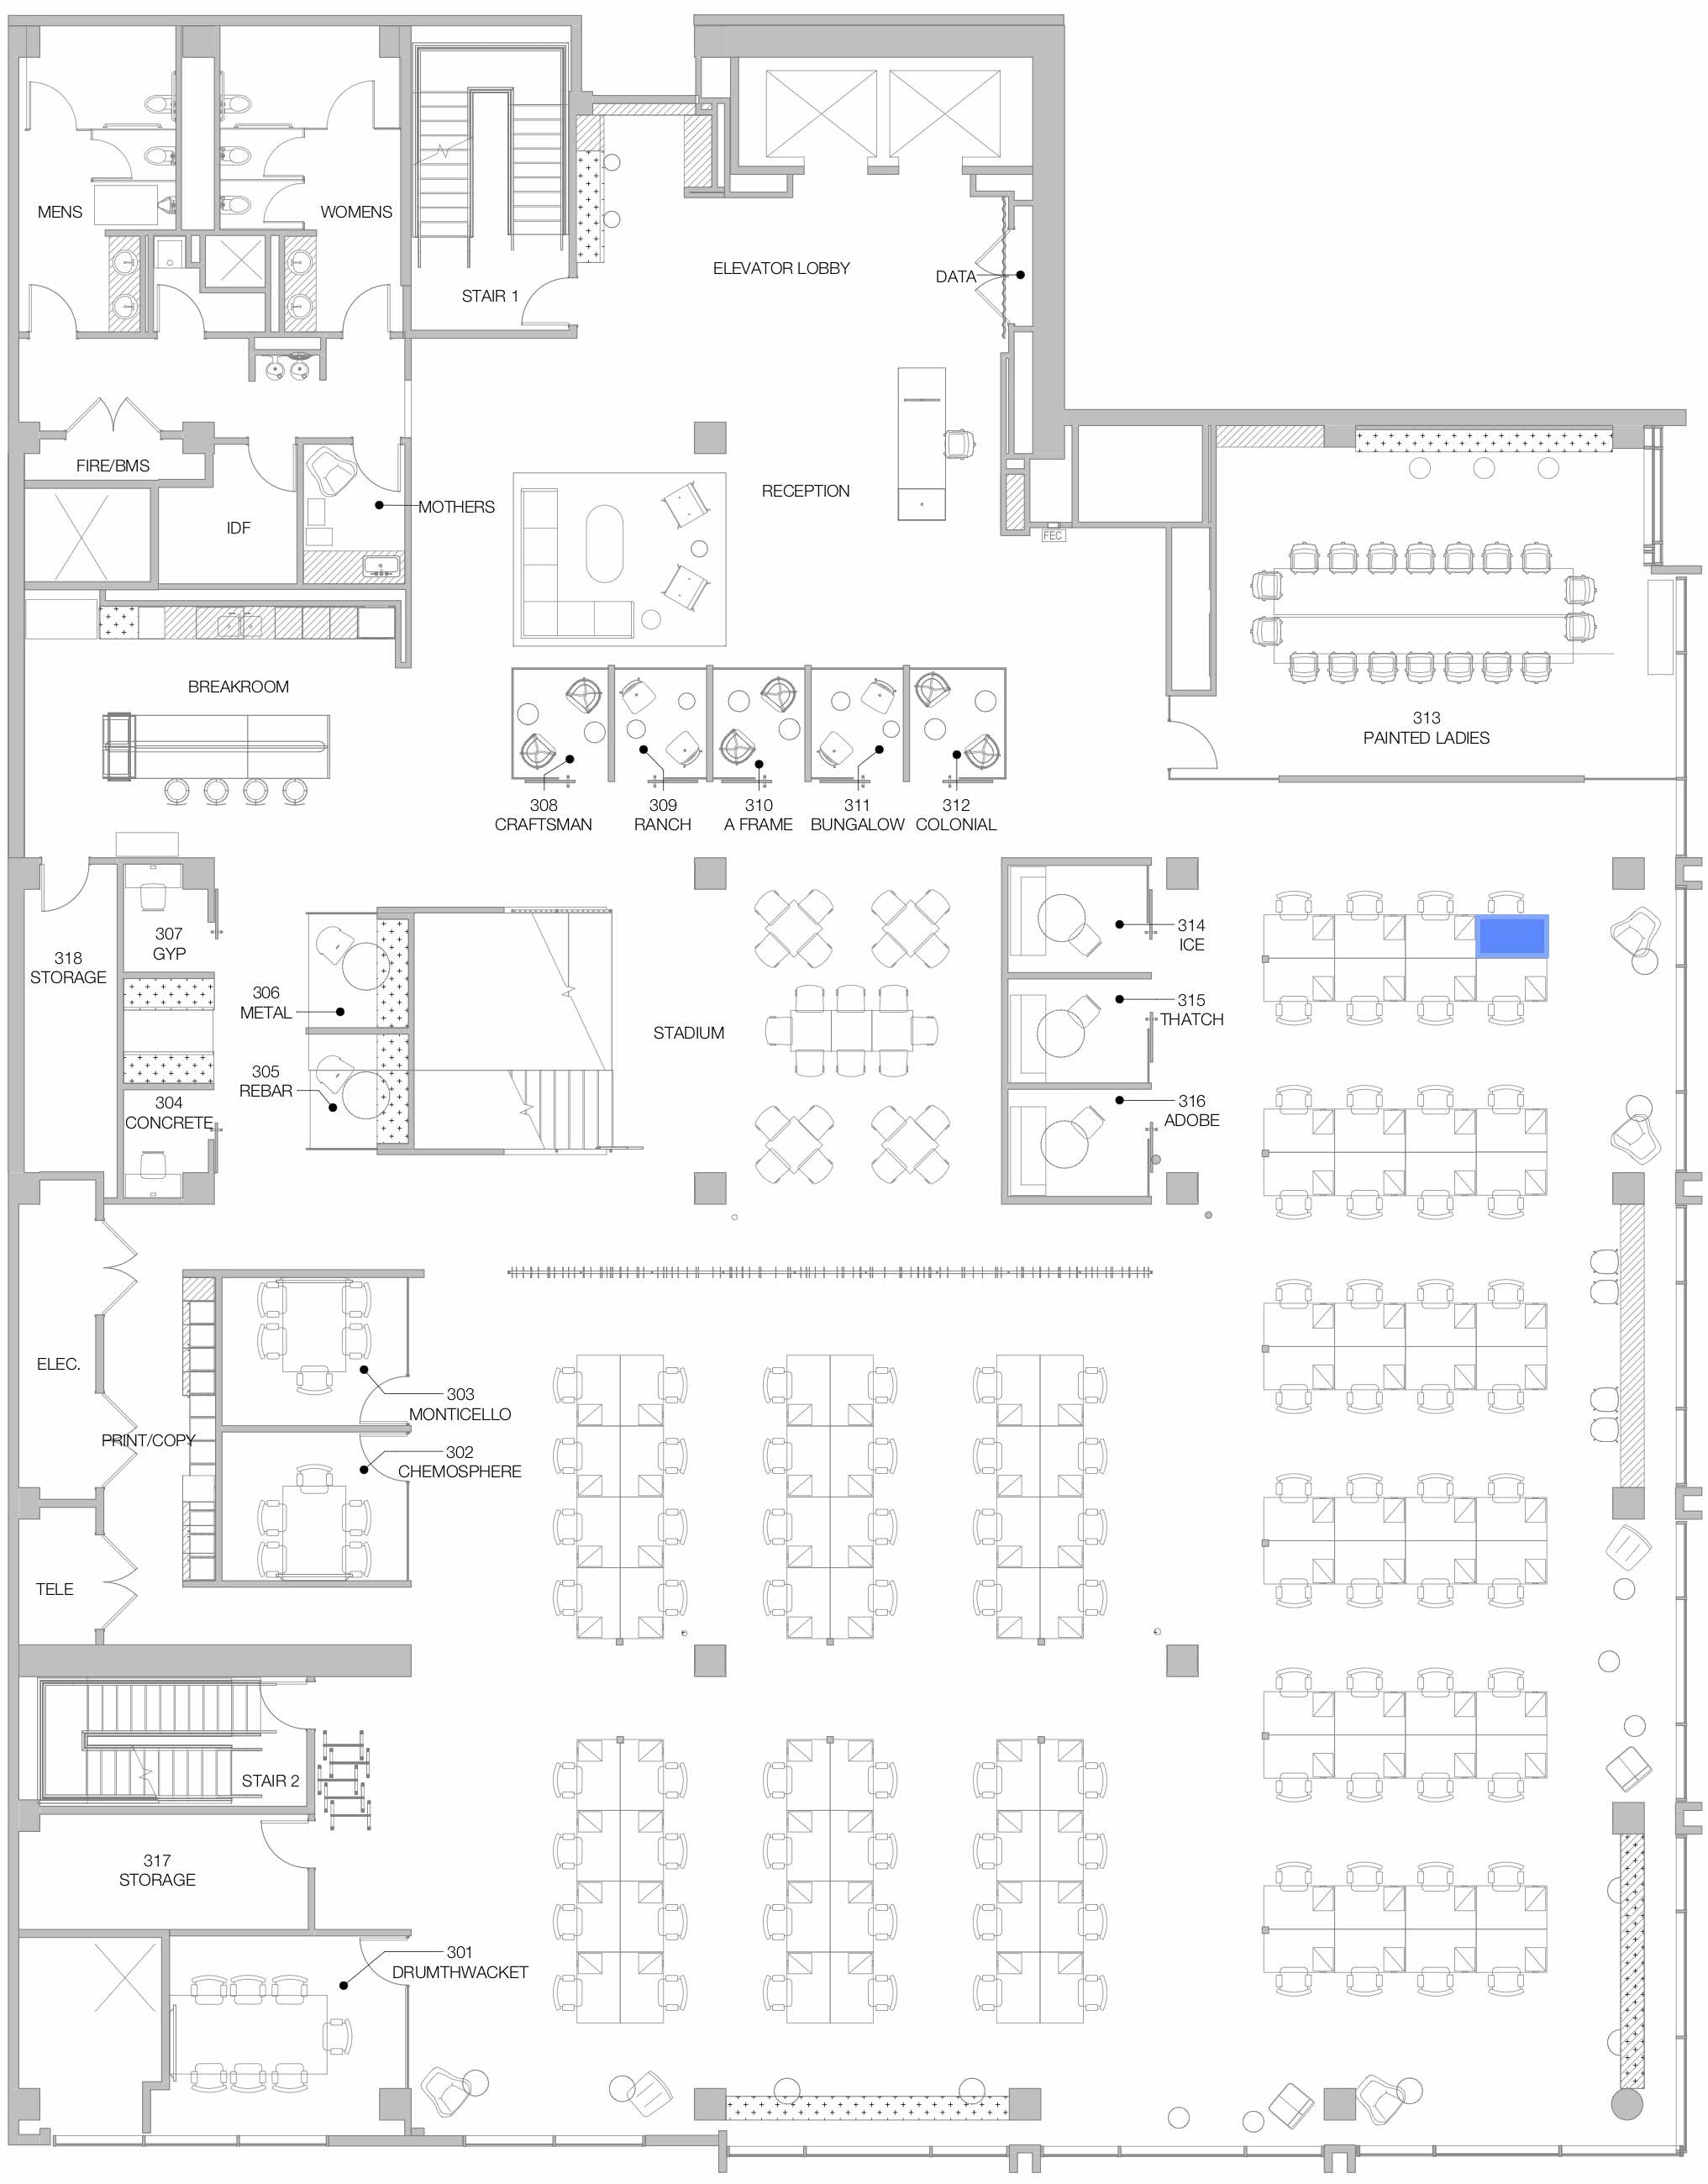 MENS
WOMENS
STAIR 1
ELEVATOR LOBBY
DATA
FIRE/BMS
IDF
MOTHERS
RECEPTION
FEC
BREAKROOM
313
PAINTED LADIES
308
CRAFTSMAN
309
RANCH
310
A FRAME
311
BUNGALOW
312
COLONIAL
318
STORAGE
307
GYP
306
METAL
305
REBAR
304
CONCRETE
STADIUM
314
ICE
315
THATCH
316
ADOBE
ELEC.
PRINT/COPY
303
MONTICELLO
302
CHEMOSPHERE
TELE
STAIR 2
317
STORAGE
301
DRUMTHWACKET